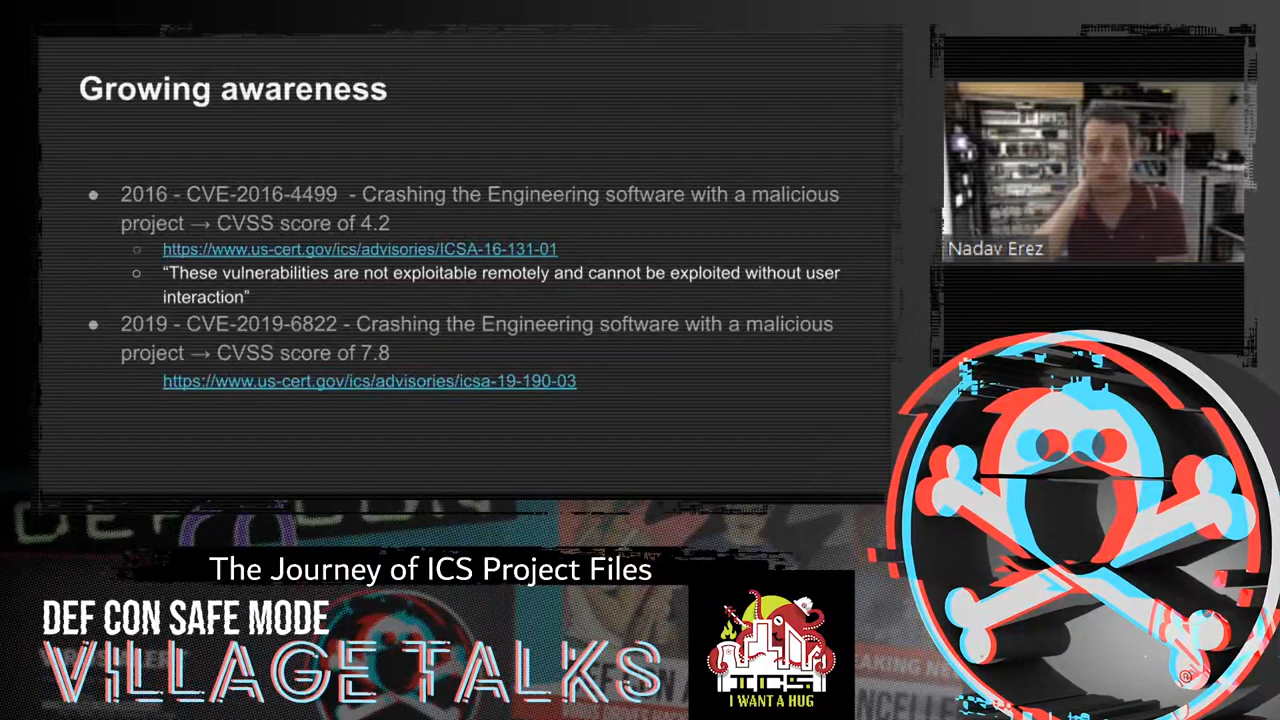 Growing awareness
● 2016 - CVE-2016-4499 - Crashing the Engineering software with a malicious
project → CVSS score of 4.2
○ https://www.us-cert.gov/ics/advisories/ICSA-16-131-01
○ “These vulnerabilities are not exploitable remotely and cannot be exploited without user
interaction”
● 2019 - CVE-2019-6822 - Crashing the Engineering software with a malicious
project → CVSS score of 7.8
https://www.us-cert.gov/ics/advisories/icsa-19-190-03
Nadav Erez
DEF CON
The Journey of ICS Project Files
DEF CON SAFE MODE
VILLAGE TALKS
ICS
I WANT A HUG